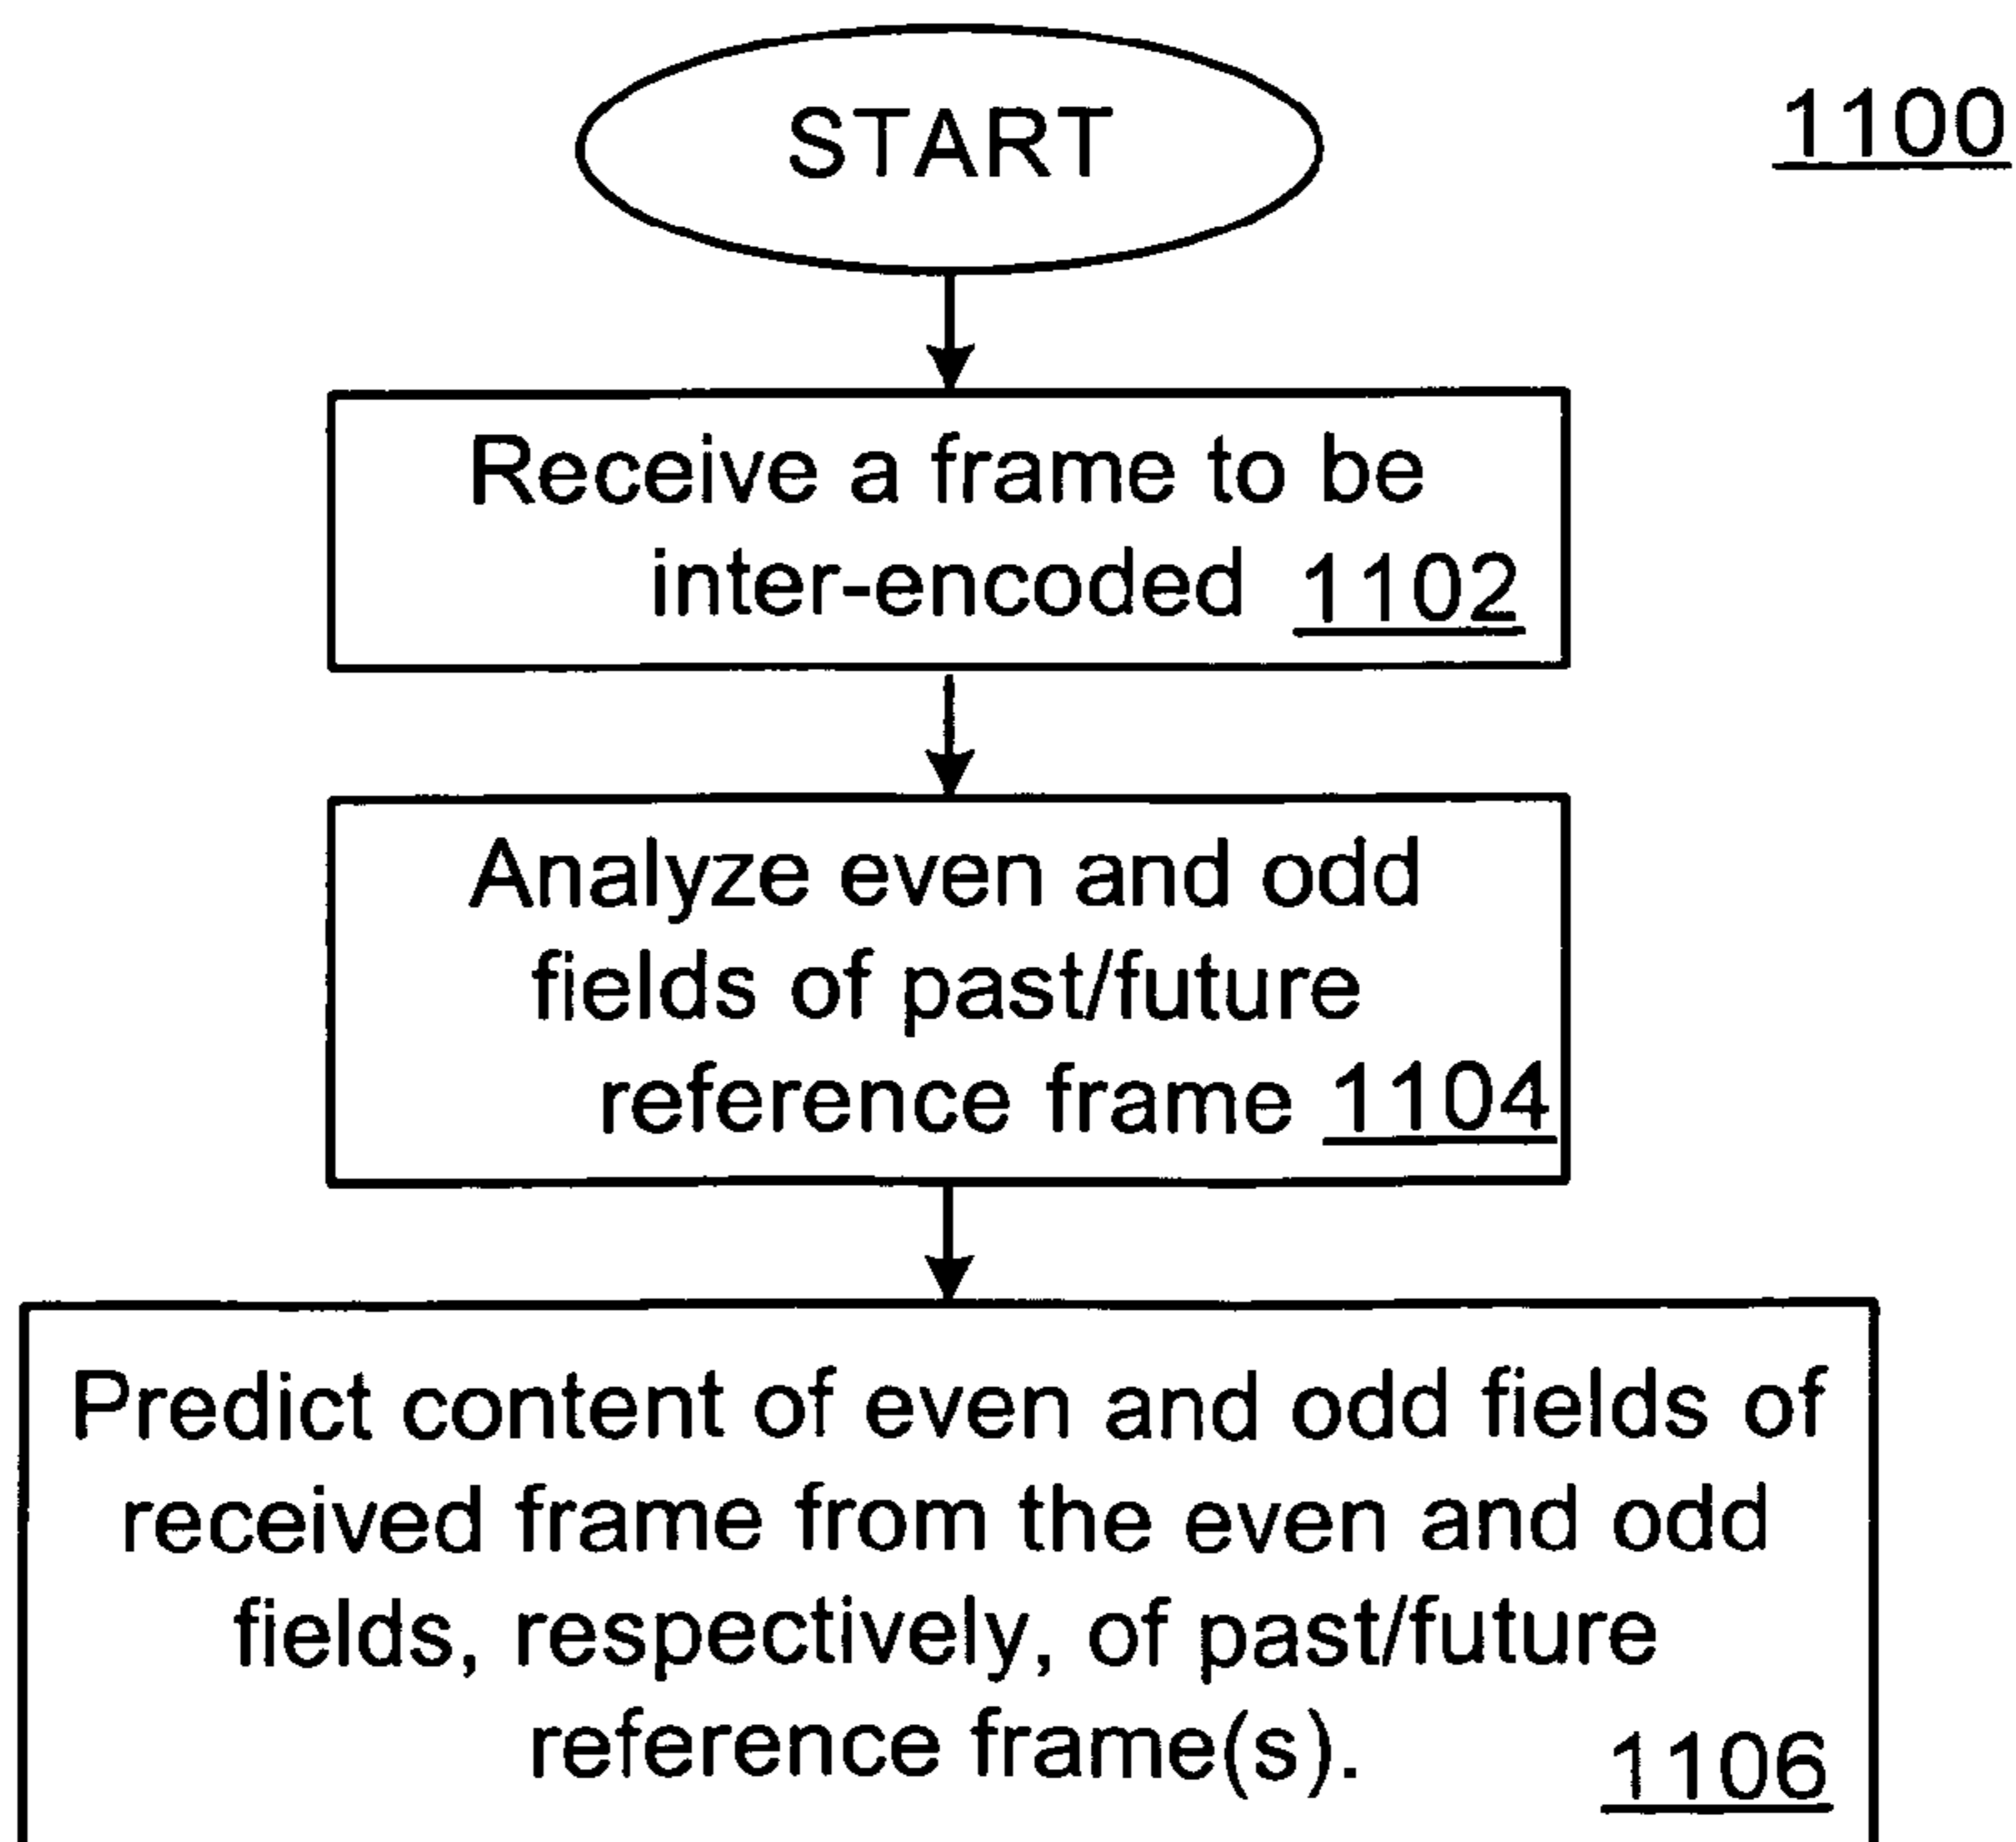 START
1100
Receive a frame to be
inter-encoded 1102
Analyze even and odd
fields of past/future
reference frame 1104
Predict content of even and odd fields of
received frame from the even and odd
fields, respectively, of past/future
reference frame(s). 1106